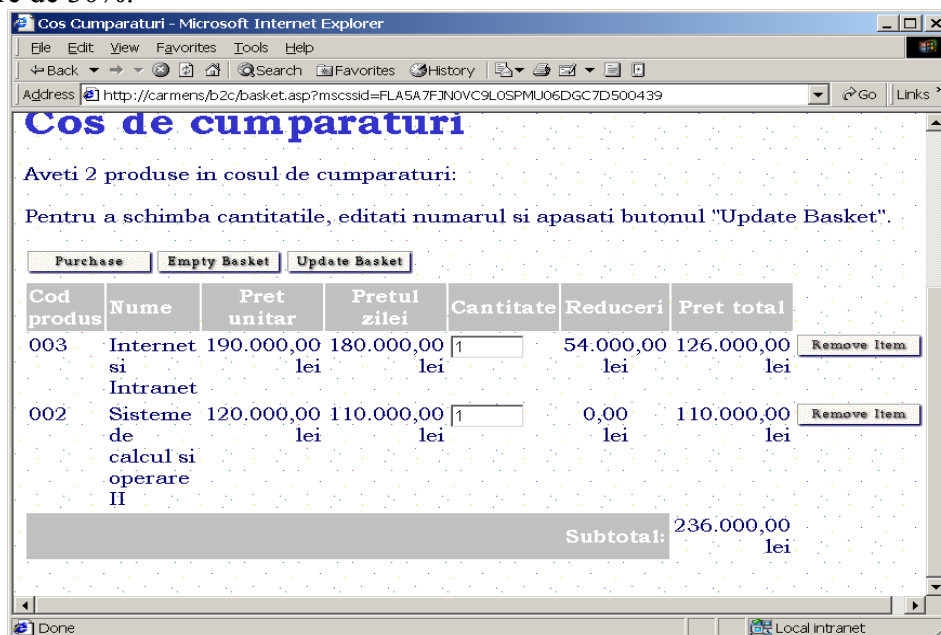 re de 30%.
Cos Cumparaturi - Microsoft Internet Explorer
File Edit View Favorites Tools Help
Back Search Favorites History
Address http://carmens/b2c/basket.asp?mscssid=FLA5A7FJN0VC9L0SPMU06DGC7D500439 Go Links
Cos de cumparaturi
Aveti 2 produse in cosul de cumparaturi:
Pentru a schimba cantitatile, editati numarul si apasati butonul "Update Basket".
Purchase Empty Basket Update Basket
Cod produs Nume Pret unitar Pretul zilei Cantitate Reduceri Pret total
003 Internet 190.000,00 180.000,00 1 54.000,00 126.000,00 Remove Item
si lei lei lei lei
Intranet
002 Sisteme 120.000,00 110.000,00 1 0,00 110.000,00 Remove Item
de lei lei lei lei
calcul si
operare
II
Subtotal: 236.000,00
lei
Done Local intranet